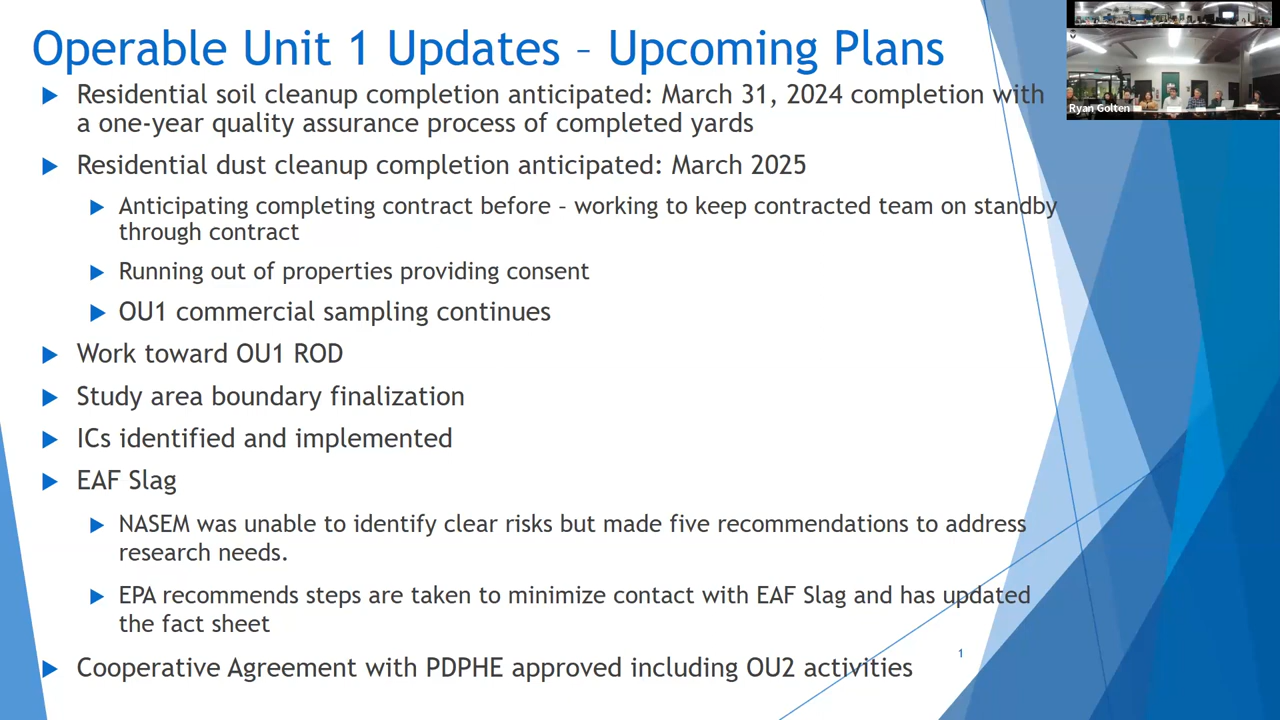 Operable Unit 1 Updates – Upcoming Plans
Residential soil cleanup completion anticipated: March 31, 2024 completion with
a one-year quality assurance process of completed yards
Residential dust cleanup completion anticipated: March 2025
Anticipating completing contract before – working to keep contracted team on standby
through contract
Running out of properties providing consent
OU1 commercial sampling continues
Work toward OU1 ROD
Study area boundary finalization
ICs identified and implemented
EAF Slag
NASEM was unable to identify clear risks but made five recommendations to address
research needs.
EPA recommends steps are taken to minimize contact with EAF Slag and has updated
the fact sheet
Cooperative Agreement with PDPHE approved including OU2 activities
1
Ryan Golten